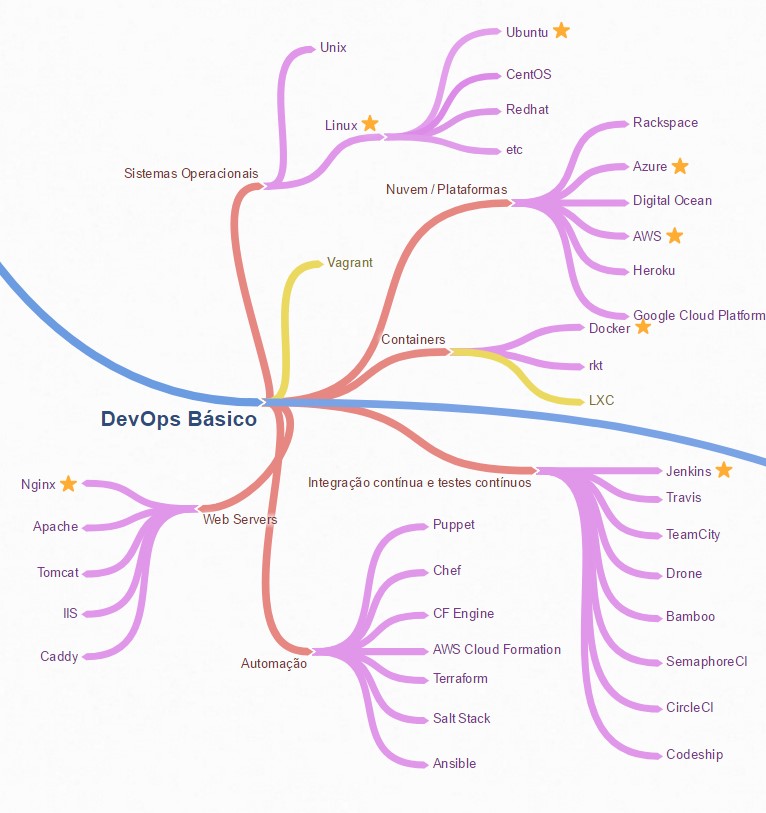 DevOps Básico
Sistemas Operacionais
Unix
Linux
Ubuntu
CentOS
Redhat
etc
Vagrant
Nuvem / Plataformas
Rackspace
Azure
Digital Ocean
AWS
Heroku
Google Cloud Platform
Containers
Docker
rkt
LXC
Integração contínua e testes contínuos
Jenkins
Travis
TeamCity
Drone
Bamboo
SemaphoreCI
CircleCI
Codeship
Web Servers
Nginx
Apache
Tomcat
IIS
Caddy
Automação
Puppet
Chef
CF Engine
AWS Cloud Formation
Terraform
Salt Stack
Ansible